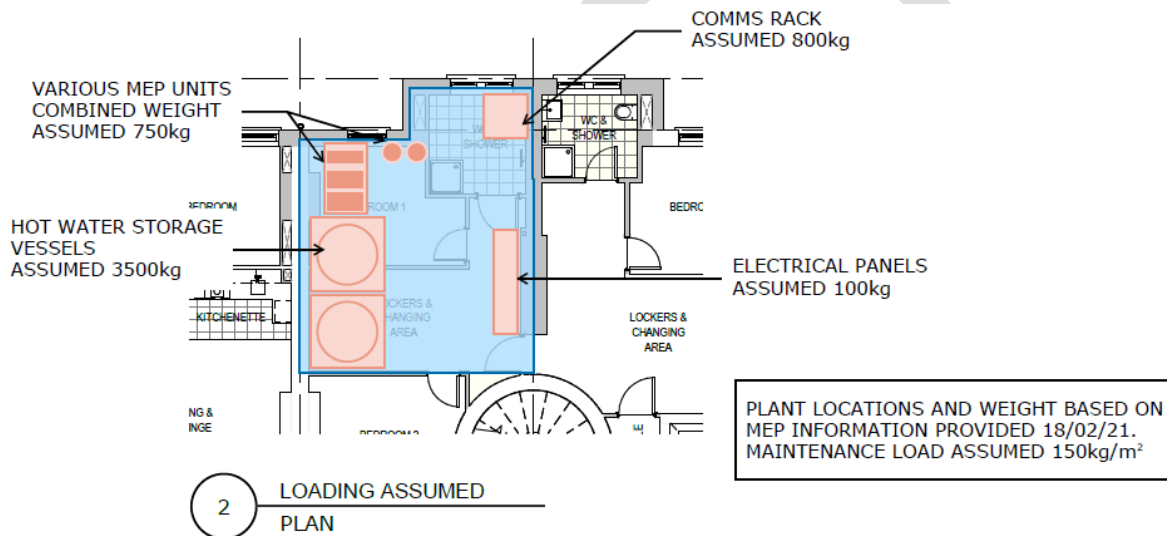 COMMS RACK
ASSUMED 800kg
VARIOUS MEP UNITS
COMBINED WEIGHT
ASSUMED 750kg
WC &
SHOWER
SHOWER
BEDROOM
ROOM 1
BEDRO
HOT WATER STORAGE
VESSELS
ASSUMED 3500kg
ELECTRICAL PANELS
ASSUMED 100kg
KITCHENETTE
OCKERS &
HANGING
AREA
LOCKERS &
CHANGING
AREA
NG &
NGE
BEDROOM 2
PLANT LOCATIONS AND WEIGHT BASED ON
MEP INFORMATION PROVIDED 18/02/21.
MAINTENANCE LOAD ASSUMED 150kg/m²
2
LOADING ASSUMED
PLAN